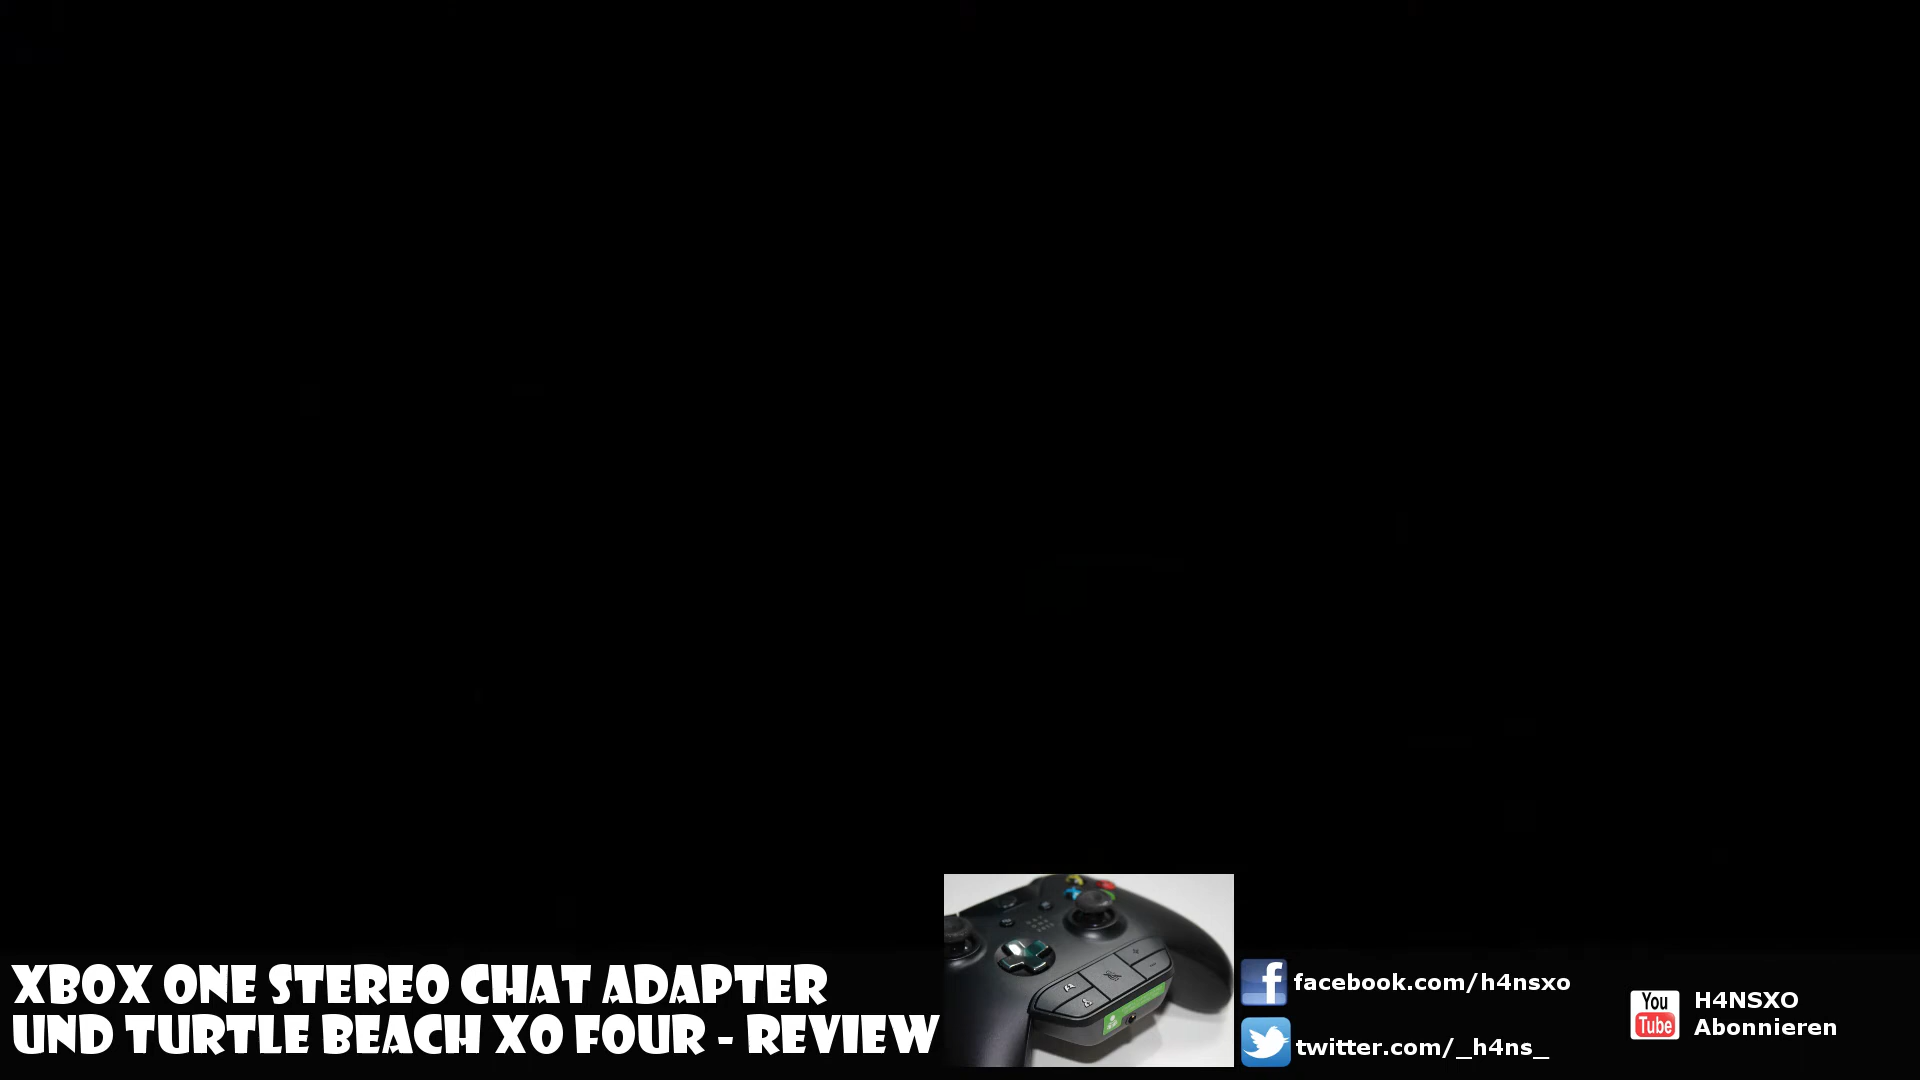 XBOX ONE STEREO CHAT ADAPTER
UND TURTLE BEACH XO FOUR - REVIEW
facebook.com/h4nsxo
twitter.com/_h4ns_
You
Tube
H4NSXO
Abonnieren